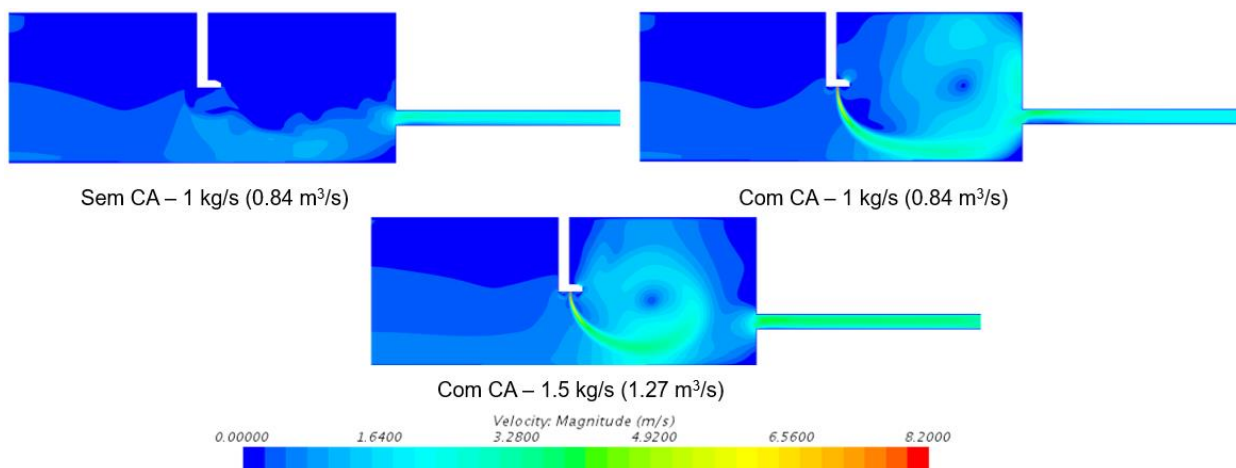 Sem CA – 1 kg/s (0.84 m³/s)
Com CA – 1 kg/s (0.84 m³/s)
Com CA – 1.5 kg/s (1.27 m³/s)
Velocity: Magnitude (m/s)
0.00000 1.6400 3.2800 4.9200 6.5600 8.2000